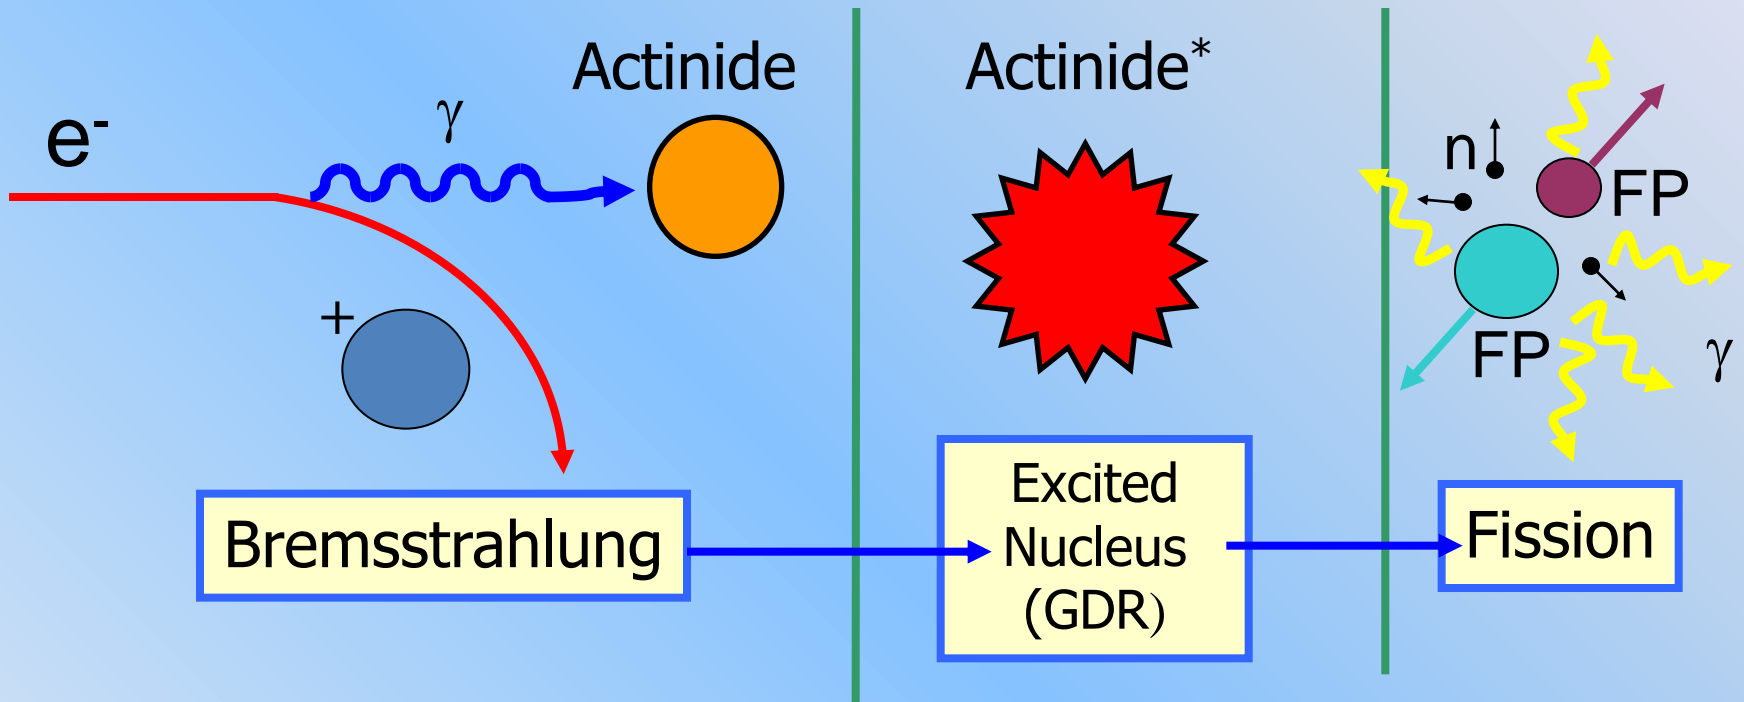 e⁻
γ
Actinide
+
Bremsstrahlung
Actinide*
Excited
Nucleus
(GDR)
n
FP
FP
γ
Fission